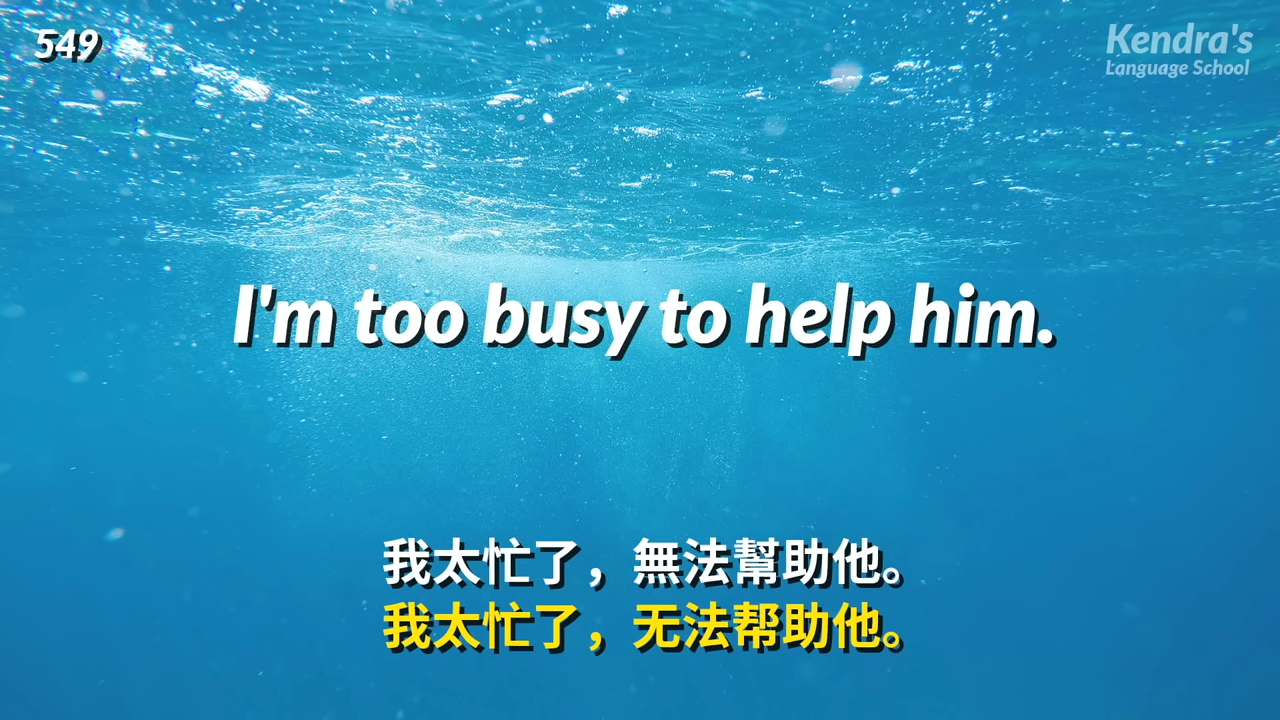 549
Kendra's
Language School
I'm too busy to help him.
我太忙了，無法幫助他。
我太忙了，无法帮助他。